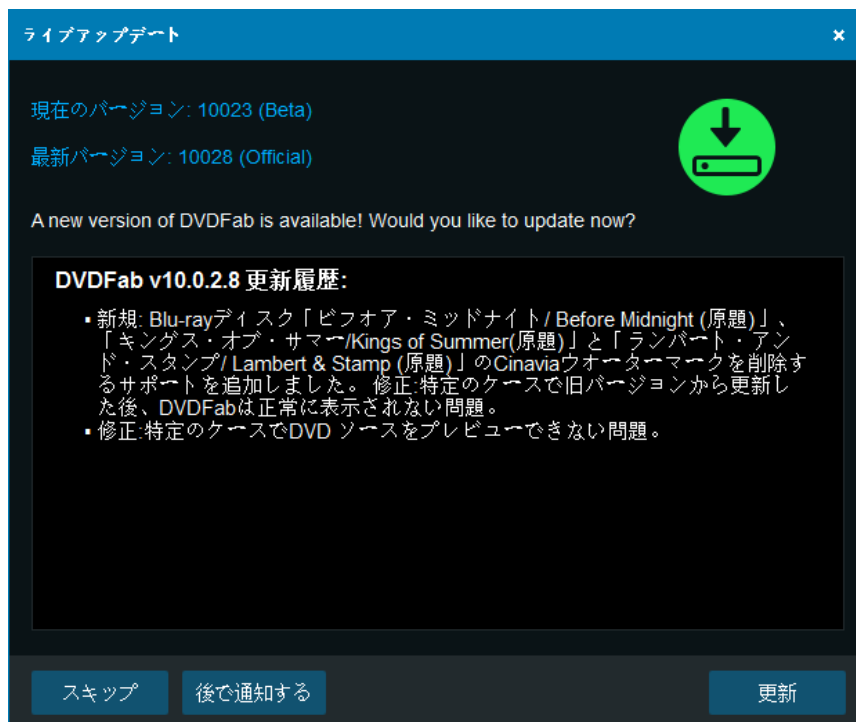 ライブアップデート
×
現在のバージョン: 10023 (Beta)
最新バージョン: 10028 (Official)
A new version of DVDFab is available! Would you like to update now?
DVDFab v10.0.2.8 更新履歴:
▪ 新規: Blu-rayディスク「ビフオア・ミッドナイト/ Before Midnight (原題)」、
「キングス・オブ・サマー/Kings of Summer(原題)」と「ランバート・アン
ド・スタンプ/ Lambert & Stamp (原題)」のCinaviaウオーターマークを削除す
るサポートを追加しました。 修正:特定のケースで旧バージョンから更新し
た後、DVDFabは正常に表示されない問題。
▪ 修正:特定のケースでDVD ソースをプレビューできない問題。
スキップ
後で通知する
更新